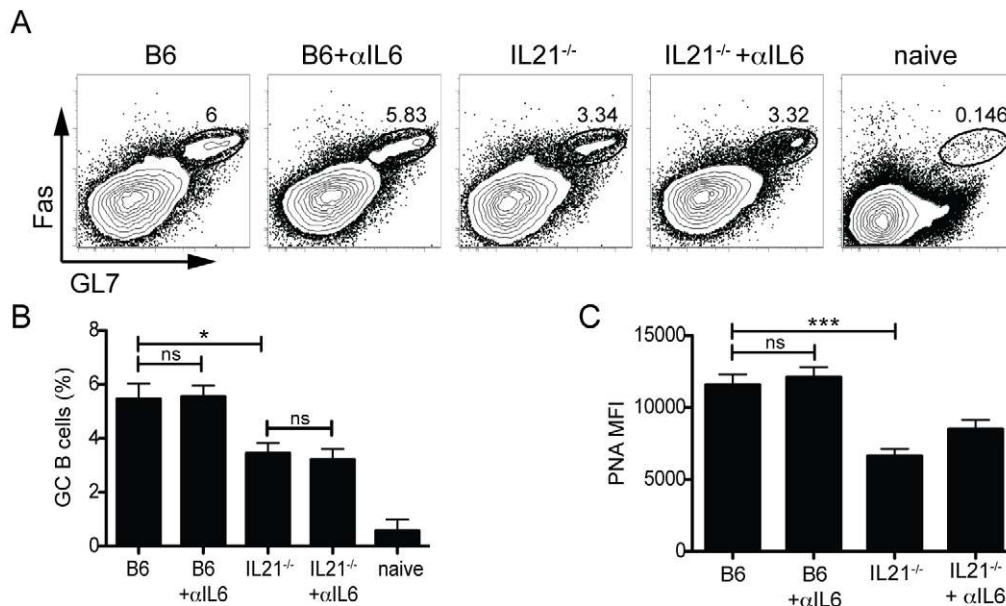 A
B6
B6+αIL6
IL21-/-
IL21-/- +αIL6
naive
6
5.83
3.34
3.32
0.146
Fas
GL7
B
8
6
4
2
0
GC B cells (%)
*
ns
ns
B6
B6
+αIL6
IL21-/-
IL21-/-
+αIL6
naive
C
15000
10000
5000
0
PNA MFI
***
ns
B6
B6
+αIL6
IL21-/-
IL21-/-
+ αIL6